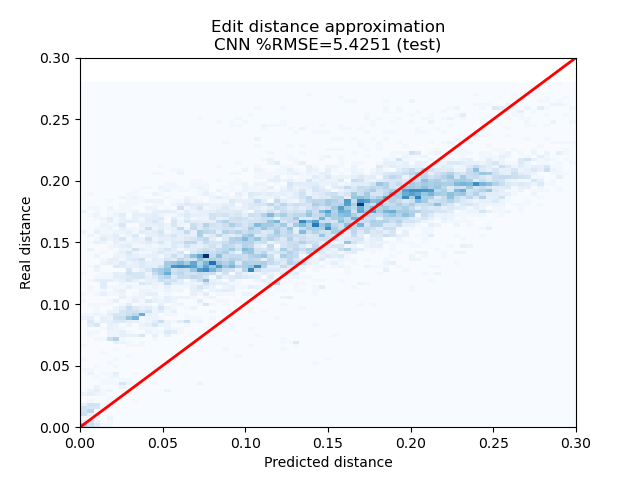 Edit distance approximation
CNN %RMSE=5.4251 (test)
0.30
0.25
0.20
0.15
0.10
0.05
0.00
Real distance
0.00 0.05 0.10 0.15 0.20 0.25 0.30
Predicted distance